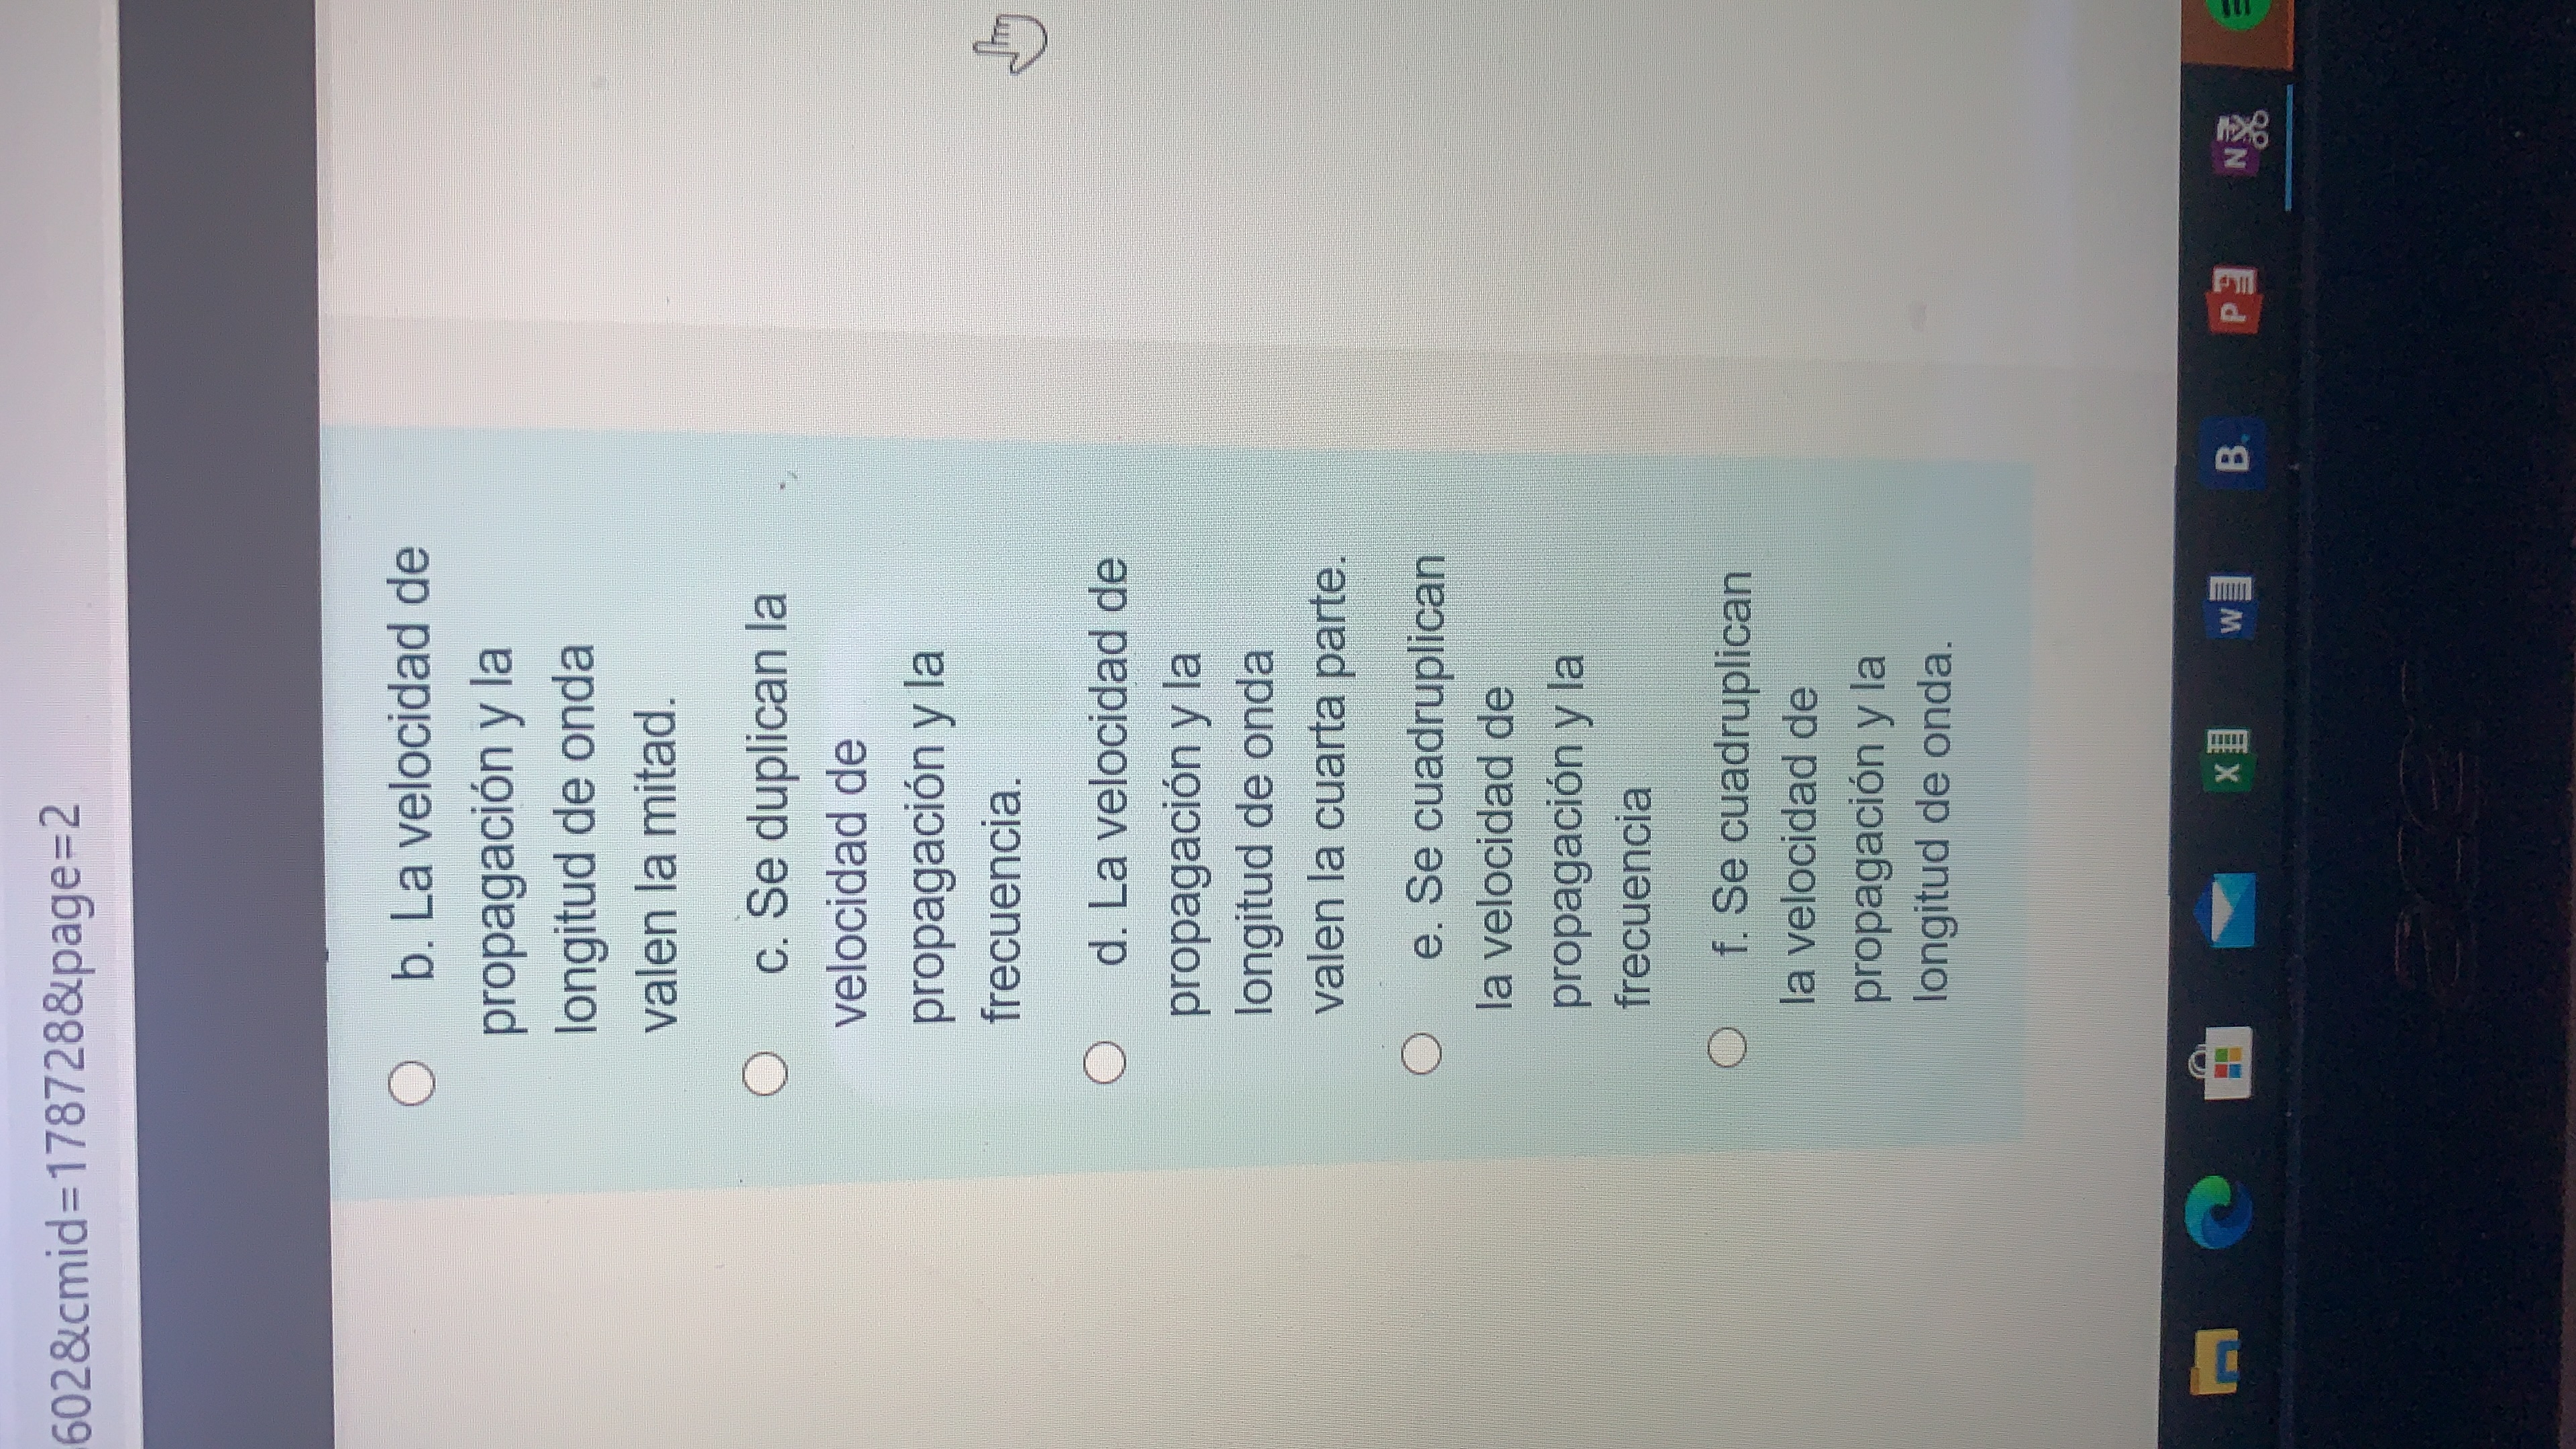 602&cmid=178728&page=2
b. La velocidad de
propagación y la
longitud de onda
valen la mitad.
c. Se duplican la
velocidad de
propagación y la
frecuencia.
d. La velocidad de
propagación y la
longitud de onda
valen la cuarta parte.
e. Se cuadruplican
la velocidad de
propagación y la
frecuencia
f. Se cuadruplican
la velocidad de
propagación y la
longitud de onda.
X W B. P N
acer